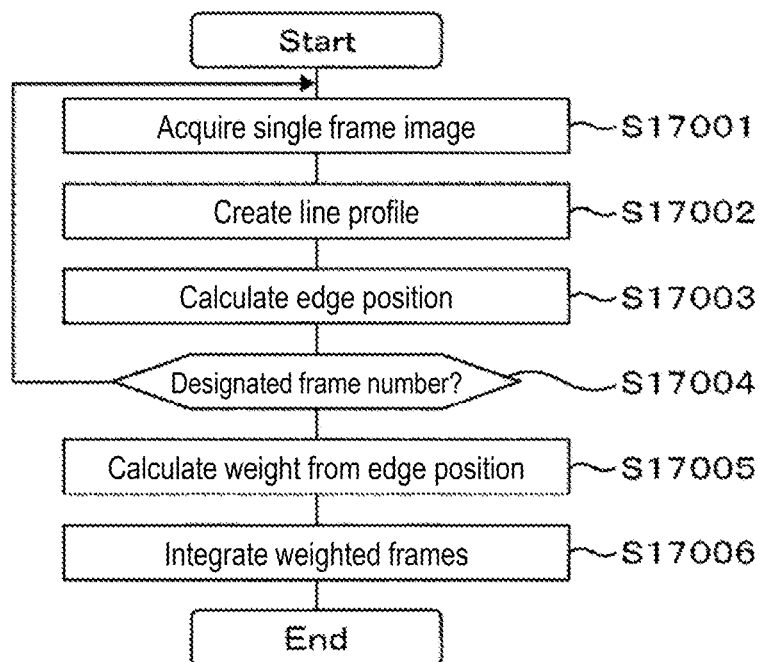 Start
Acquire single frame image S17001
Create line profile S17002
Calculate edge position S17003
Designated frame number? S17004
Calculate weight from edge position S17005
Integrate weighted frames S17006
End